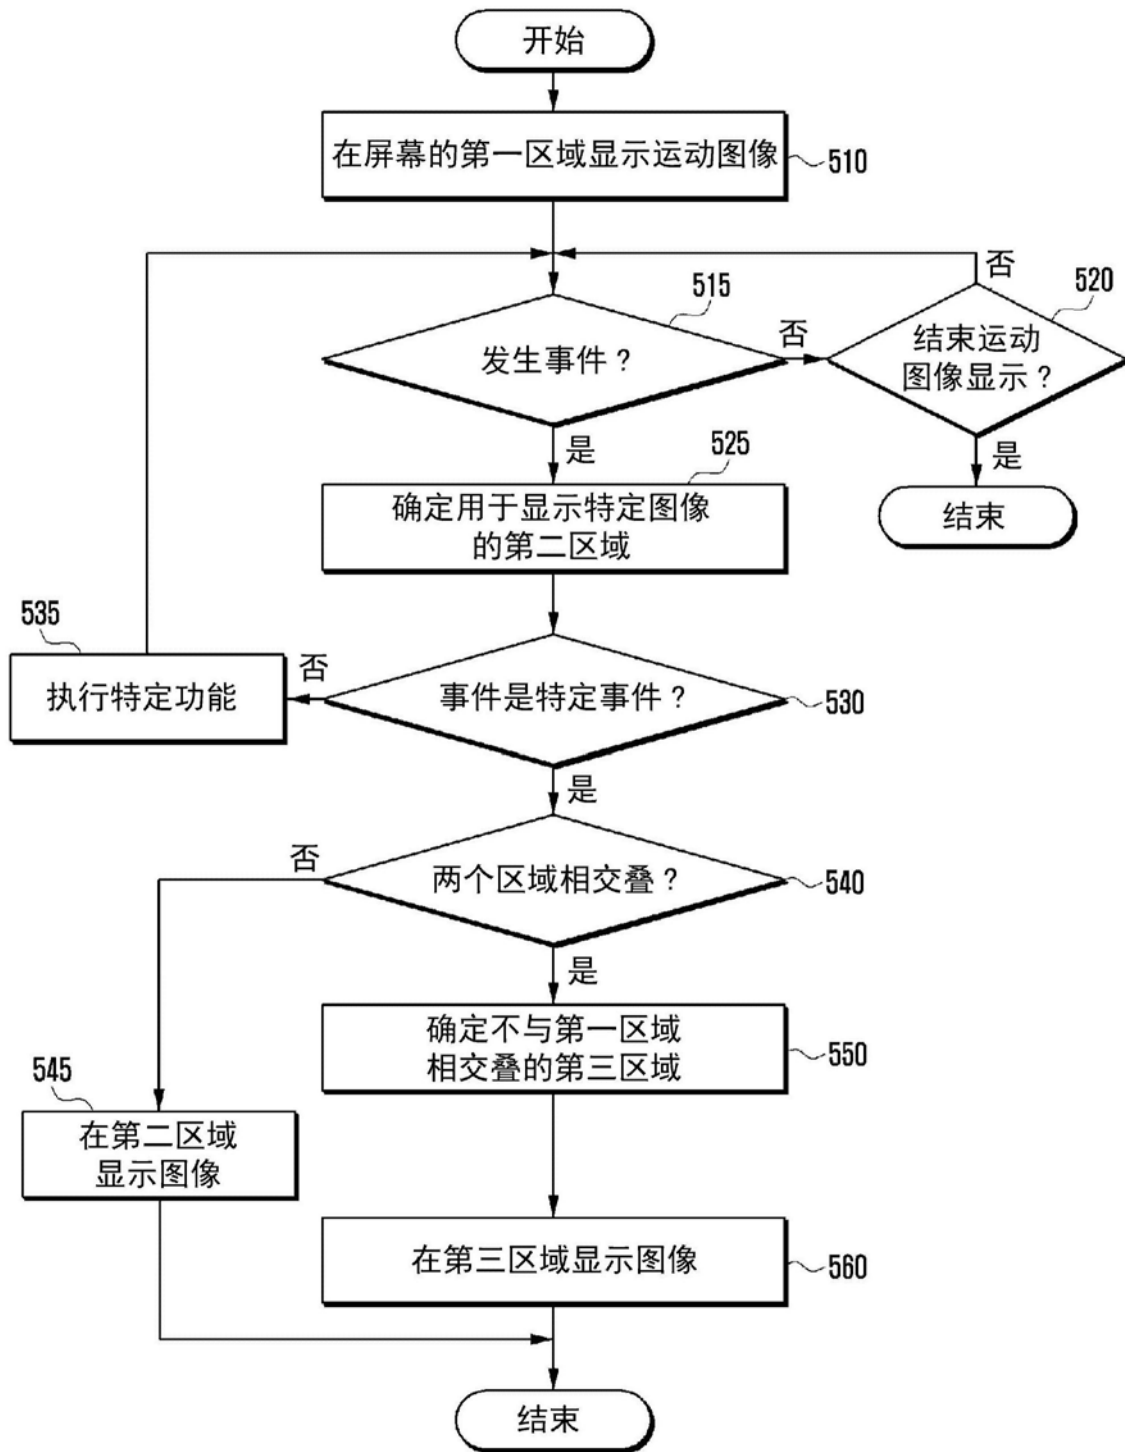 开始
在屏幕的第一区域显示运动图像
510
否
515
520
发生事件？
否
结束运动
图像显示？
是
525
是
确定用于显示特定图像
的第二区域
结束
535
执行特定功能
否
事件是特定事件？
530
是
否
两个区域相交叠？
540
是
确定不与第一区域
相交叠的第三区域
550
545
在第二区域
显示图像
在第三区域显示图像
560
结束